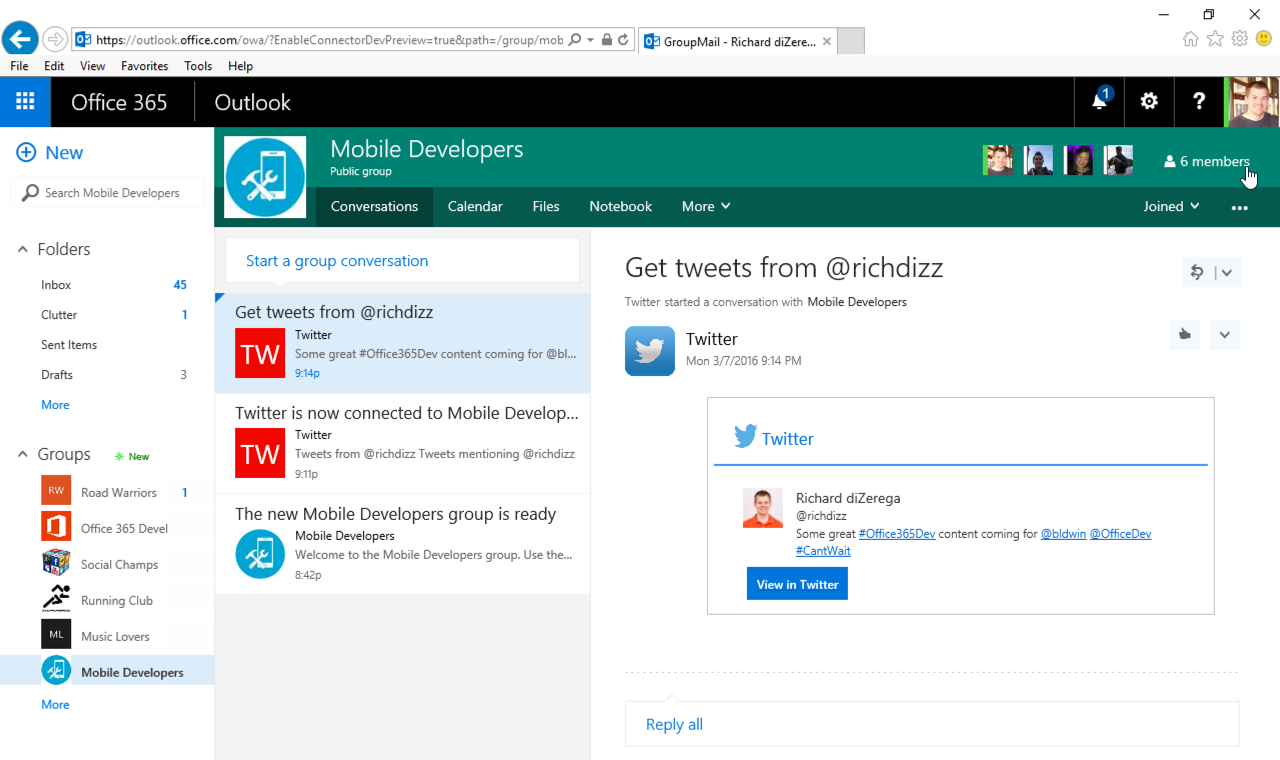 https://outlook.office.com/owa/?EnableConnectorDevPreview=true&path=/group/mob
GroupMail - Richard diZere...
File Edit View Favorites Tools Help
Office 365
Outlook
1
?
New
Search Mobile Developers
Folders
Inbox 45
Clutter 1
Sent Items
Drafts 3
More
Groups New
RW Road Warriors 1
Office 365 Devel
Social Champs
Running Club
ML Music Lovers
Mobile Developers
More
Mobile Developers
Public group
6 members
Conversations Calendar Files Notebook More
Joined
Start a group conversation
Get tweets from @richdizz
TW
Twitter
Some great #Office365Dev content coming for @bl...
9:14p
Twitter is now connected to Mobile Develop...
TW
Twitter
Tweets from @richdizz Tweets mentioning @richdizz
9:11p
The new Mobile Developers group is ready
Mobile Developers
Welcome to the Mobile Developers group. Use the...
8:42p
Get tweets from @richdizz
Twitter started a conversation with Mobile Developers
Twitter
Mon 3/7/2016 9:14 PM
Twitter
Richard diZerega
@richdizz
Some great #Office365Dev content coming for @bldwin @OfficeDev
#CantWait
View in Twitter
Reply all